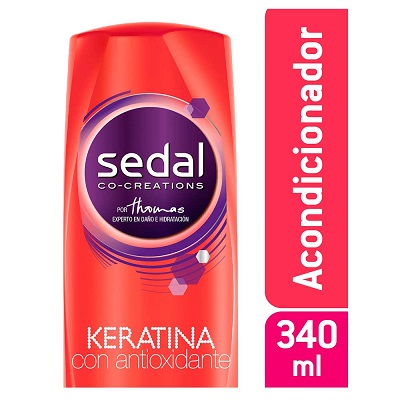 sedal
CO-CREATIONS
POR Thomas
EXPERTO EN DAÑO E HIDRATACIÓN
KERATINA
con antioxidante
Acondicionador
340
ml